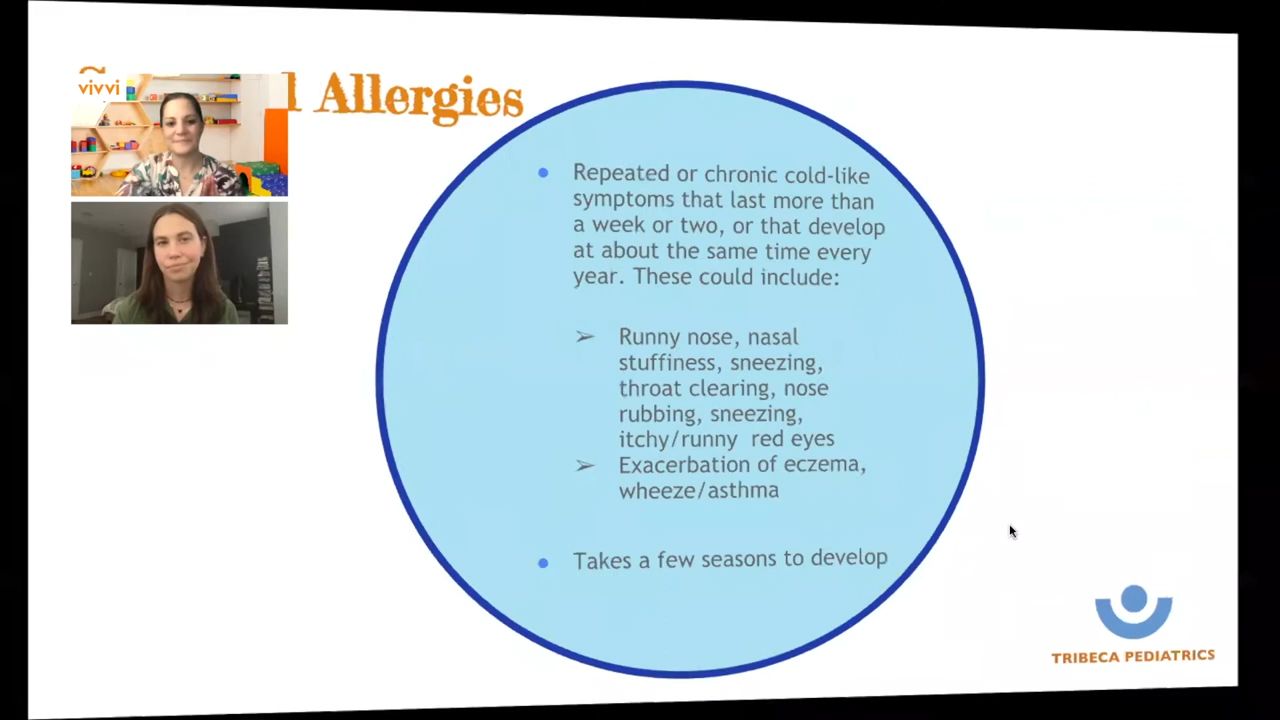 vivvi
Allergies
Repeated or chronic cold-like
symptoms that last more than
a week or two, or that develop
at about the same time every
year. These could include:
Runny nose, nasal
stuffiness, sneezing,
throat clearing, nose
rubbing, sneezing,
itchy/runny red eyes
Exacerbation of eczema,
wheeze/asthma
Takes a few seasons to develop
TRIBECA PEDIATRICS